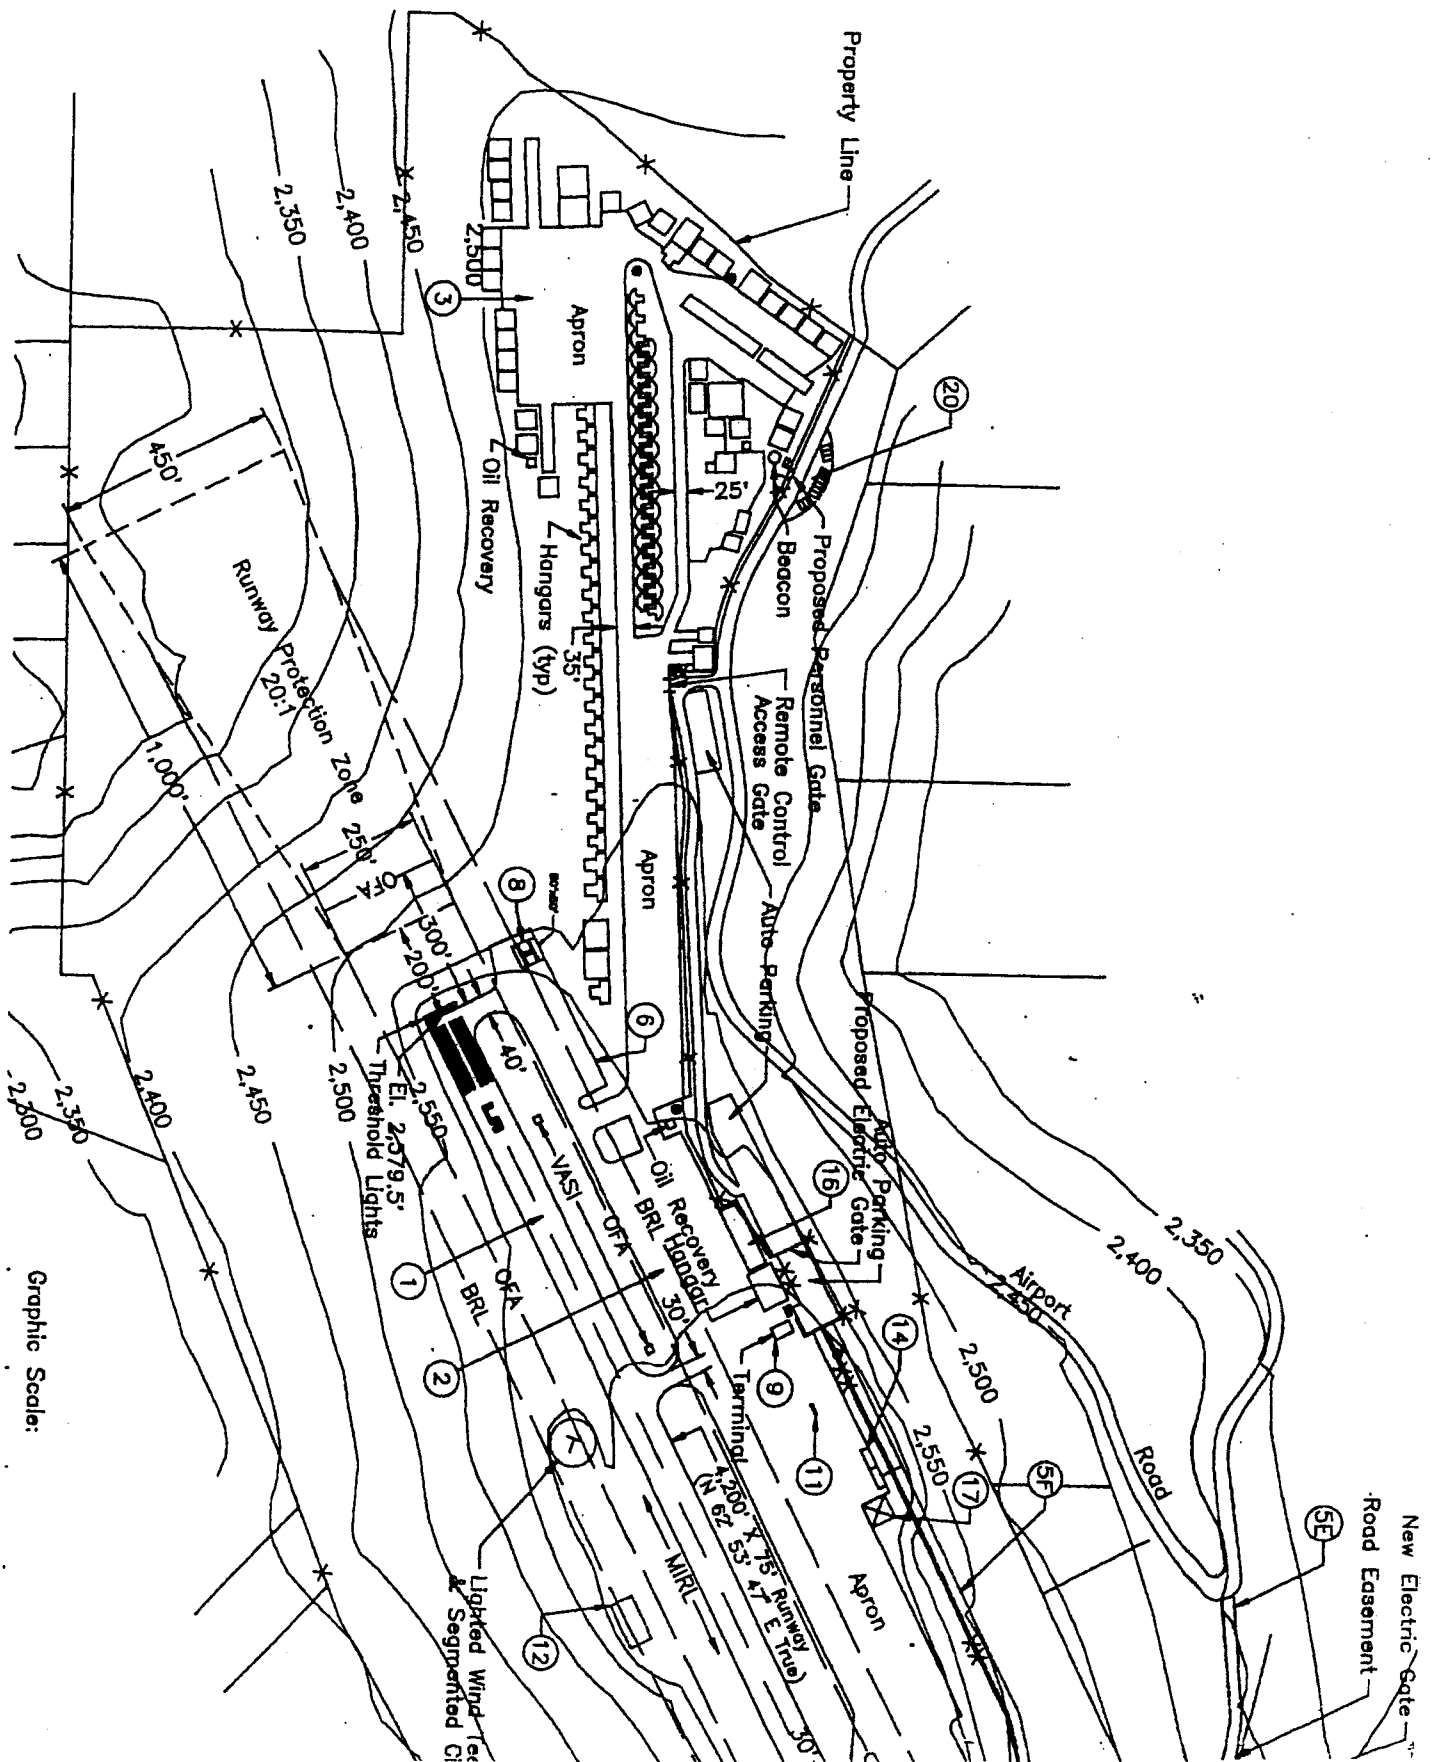 Property Line
New Electric Gate
Road Easement
5E
20
Proposed Personnel Gate
Beacon
Remote Control
Access Gate
Auto Parking
25'
Apron
3
2,500
2,450
2,400
2,350
Oil Recovery
Hangars (typ)
35'
Apron
450'
Runway Protection Zone
20:1
1,000'
250'
OFA
300'
200'
8
6
40'
Proposed
Electric Gate
Auto Parking
16
Oil Recovery
Hangar
BRL
OFA
VASI
El. 2,579.5'
Threshold Lights
2,550
2,500
2,450
2,400
2,350
2,300
1
2
OFA
BRL
30'
Terminal
9
11
14
17
5F
2,550
2,500
2,450
2,400
2,350
Airport
Road
4,200' X 75' Runway
(N 62° 53' 47" E True)
MIRL
Apron
30'
12
Lighted Wind Tee
& Segmented Ci
Graphic Scale: